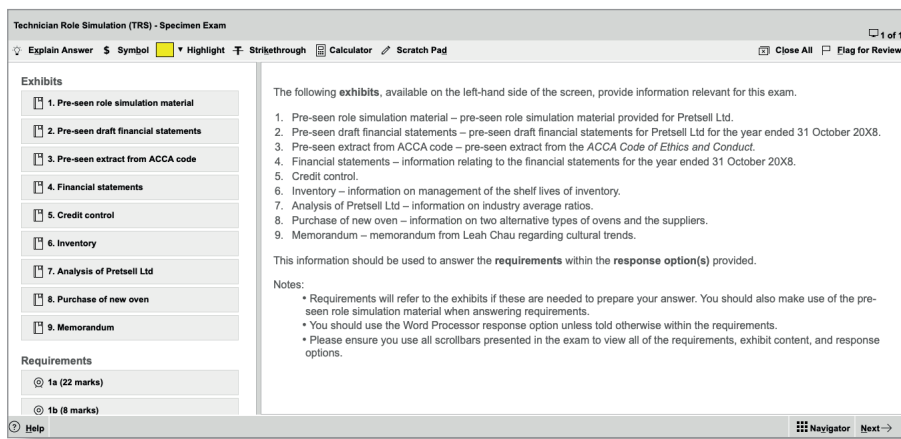 Technician Role Simulation (TRS) - Specimen Exam
1 of 1
Explain Answer $ Symbol Highlight Strikethrough Calculator Scratch Pad Close All Flag for Review
Exhibits
1. Pre-seen role simulation material
2. Pre-seen draft financial statements
3. Pre-seen extract from ACCA code
4. Financial statements
5. Credit control
6. Inventory
7. Analysis of Pretsell Ltd
8. Purchase of new oven
9. Memorandum
Requirements
1a (22 marks)
1b (8 marks)
The following exhibits, available on the left-hand side of the screen, provide information relevant for this exam.
1. Pre-seen role simulation material – pre-seen role simulation material provided for Pretsell Ltd.
2. Pre-seen draft financial statements – pre-seen draft financial statements for Pretsell Ltd for the year ended 31 October 20X8.
3. Pre-seen extract from ACCA code – pre-seen extract from the ACCA Code of Ethics and Conduct.
4. Financial statements – information relating to the financial statements for the year ended 31 October 20X8.
5. Credit control.
6. Inventory – information on management of the shelf lives of inventory.
7. Analysis of Pretsell Ltd – information on industry average ratios.
8. Purchase of new oven – information on two alternative types of ovens and the suppliers.
9. Memorandum – memorandum from Leah Chau regarding cultural trends.
This information should be used to answer the requirements within the response option(s) provided.
Notes:
• Requirements will refer to the exhibits if these are needed to prepare your answer. You should also make use of the pre-
seen role simulation material when answering requirements.
• You should use the Word Processor response option unless told otherwise within the requirements.
• Please ensure you use all scrollbars presented in the exam to view all of the requirements, exhibit content, and response
options.
? Help Navigator Next →